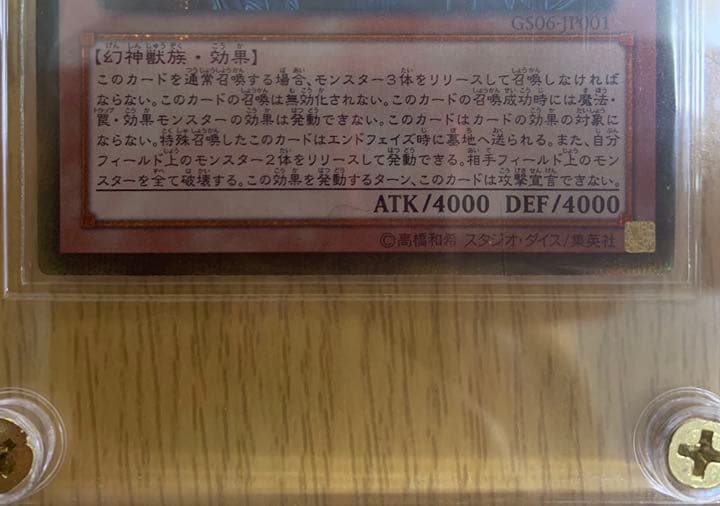 GS06-JP001
【幻神獣族・効果】
このカードを通常召喚する場合、モンスター3体をリリースして召喚しなければ
ならない。このカードの召喚は無効化されない。このカードの召喚成功時には魔法・
罠・効果モンスターの効果は発動できない。このカードはカードの効果の対象に
ならない。特殊召喚したこのカードはエンドフェイズ時に墓地へ送られる。また、自分
フィールド上のモンスター2体をリリースして発動できる。相手フィールド上のモン
スターを全て破壊する。この効果を発動するターン、このカードは攻撃宣言できない。
ATK/4000 DEF/4000
©高橋和希 スタジオ・ダイス/集英社